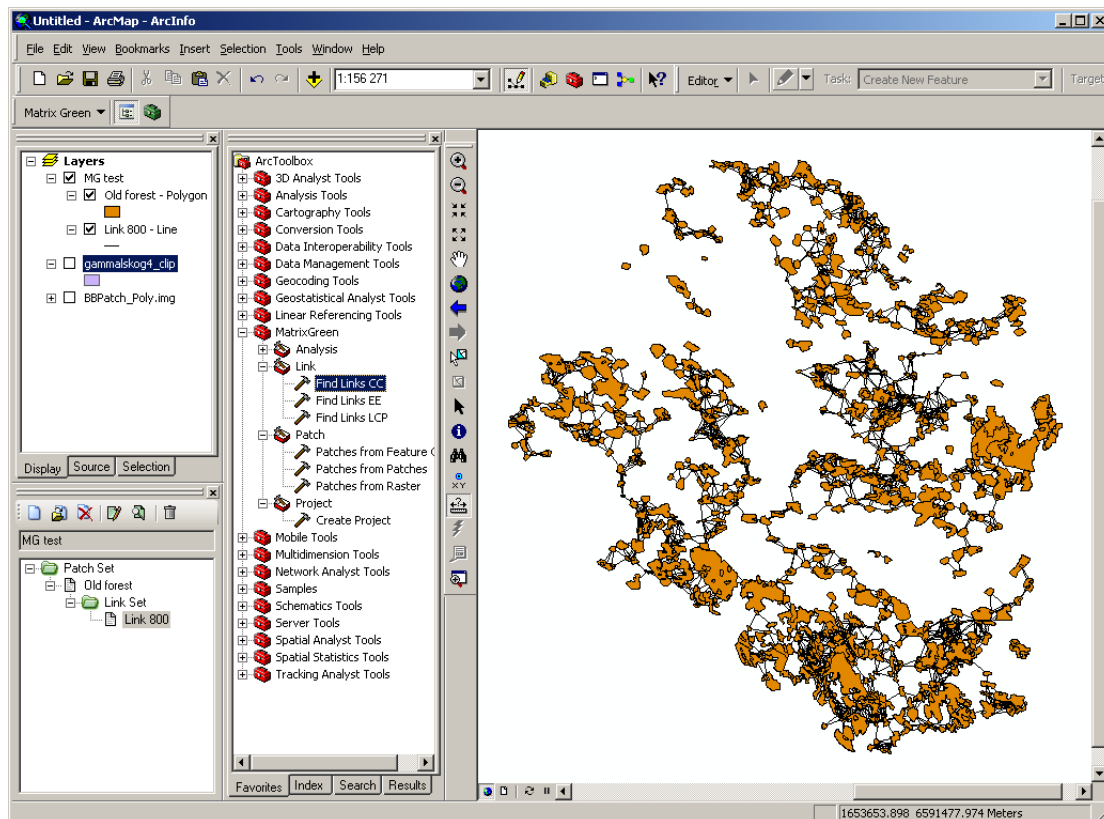 Untitled - ArcMap - ArcInfo
File Edit View Bookmarks Insert Selection Tools Window Help
1:156 271
Editor
Task:
Create New Feature
Target
Matrix Green
Layers
MG test
Old forest - Polygon
Link 800 - Line
gammalskog4_clip
BBPatch_Poly.img
Display Source Selection
MG test
Patch Set
Old forest
Link Set
Link 800
ArcToolbox
3D Analyst Tools
Analysis Tools
Cartography Tools
Conversion Tools
Data Interoperability Tools
Data Management Tools
Geocoding Tools
Geostatistical Analyst Tools
Linear Referencing Tools
MatrixGreen
Analysis
Link
Find Links CC
Find Links EE
Find Links LCP
Patch
Patches from Feature C
Patches from Patches
Patches from Raster
Project
Create Project
Mobile Tools
Multidimension Tools
Network Analyst Tools
Samples
Schematics Tools
Server Tools
Spatial Analyst Tools
Spatial Statistics Tools
Tracking Analyst Tools
Favorites Index Search Results
XY
1653653.898 6591477.974 Meters